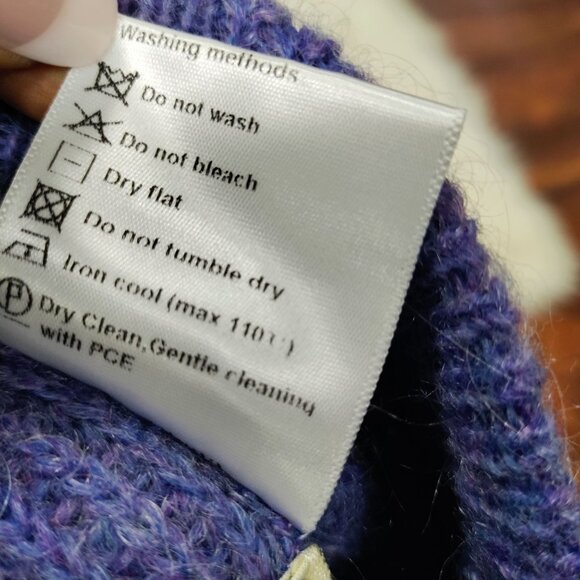 Washing methods
Do not wash
Do not bleach
Dry flat
Do not tumble dry
Iron cool (max 110℃)
P Dry Clean,Gentle cleaning
with PCE